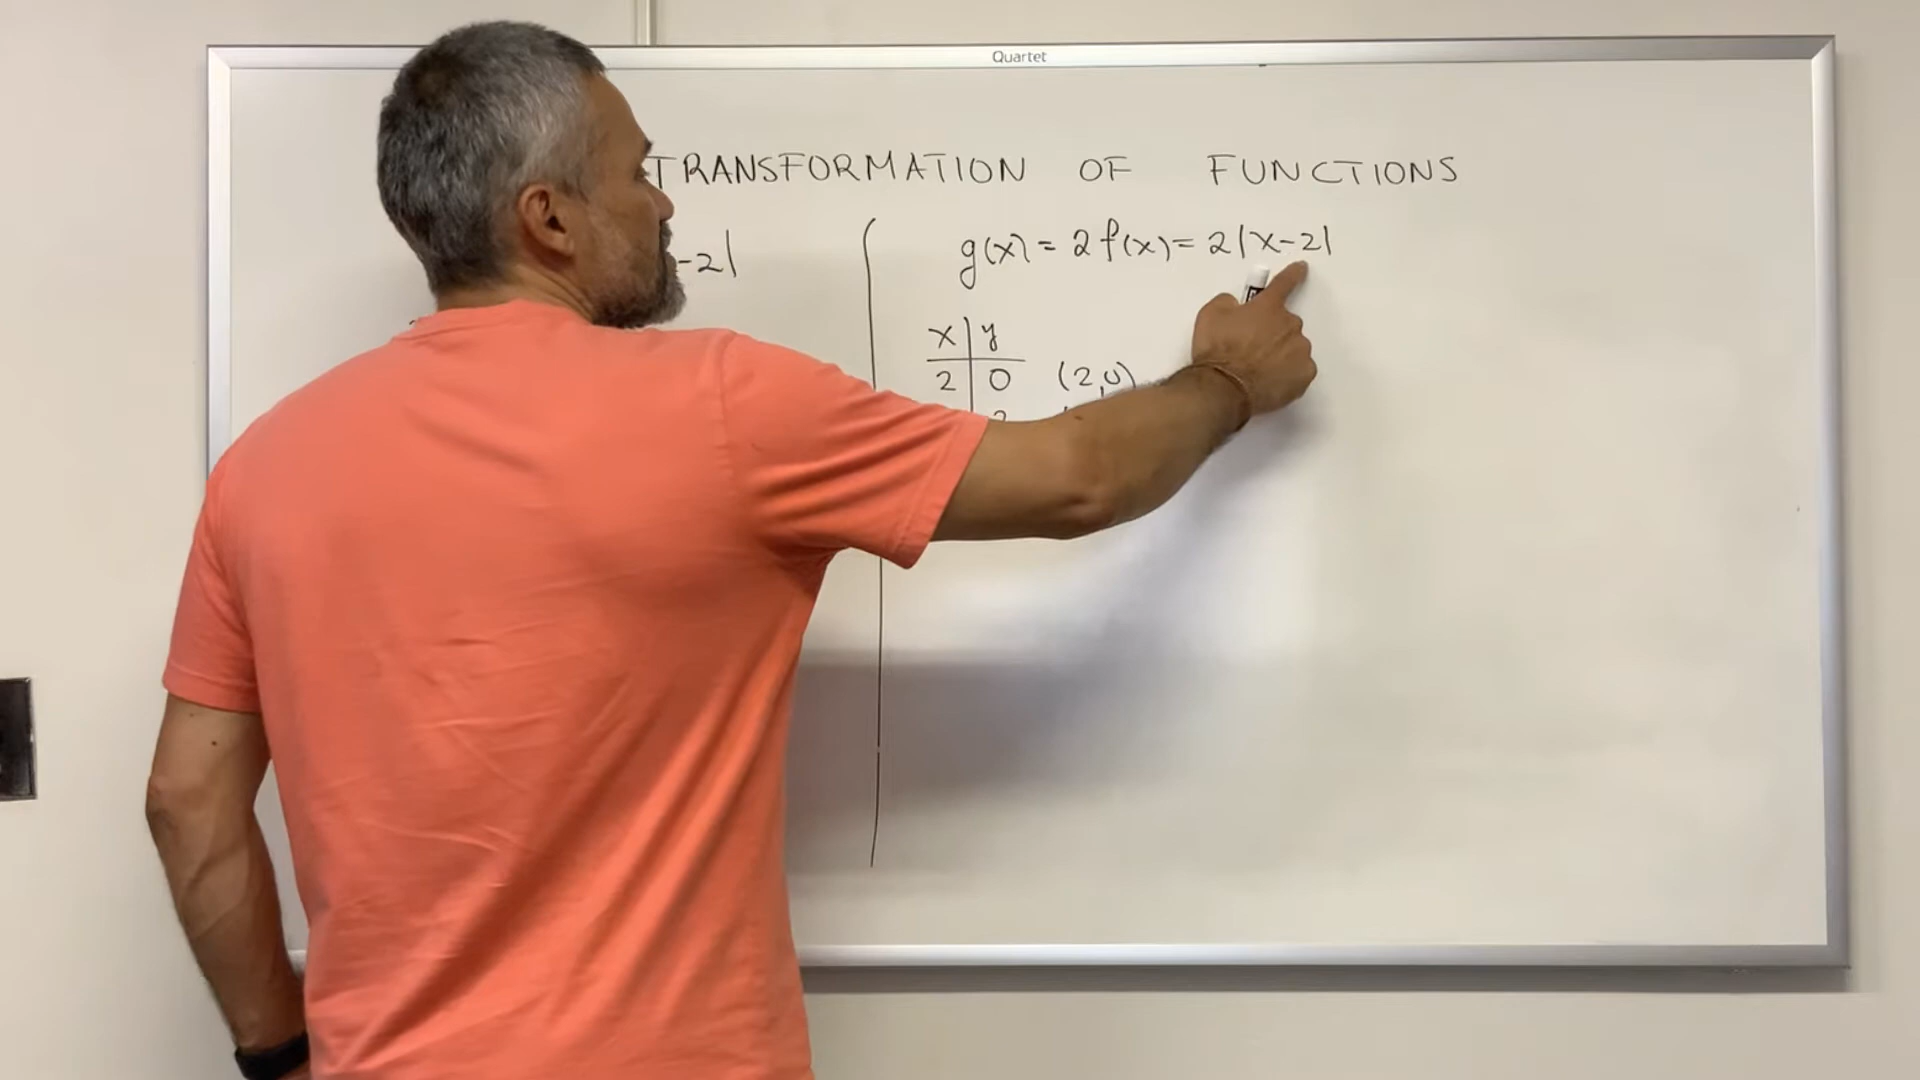 Quartet
TRANSFORMATION OF FUNCTIONS
-2|
g(x) = 2 f(x) = 2|x-2|
x | y
2 | 0 (2,0)